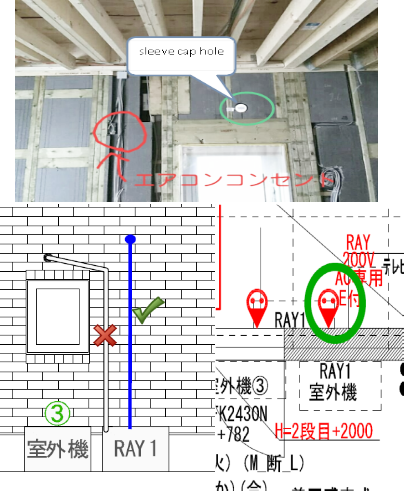 sleeve cap hole
エアコンコンセント
③
室外機
RAY 1
RAY
200V
AC専用
E付
テレビ
RAY1
外機③
K2430N
+782
RAY1
室外機
H=2段目+2000
(M_断_L)